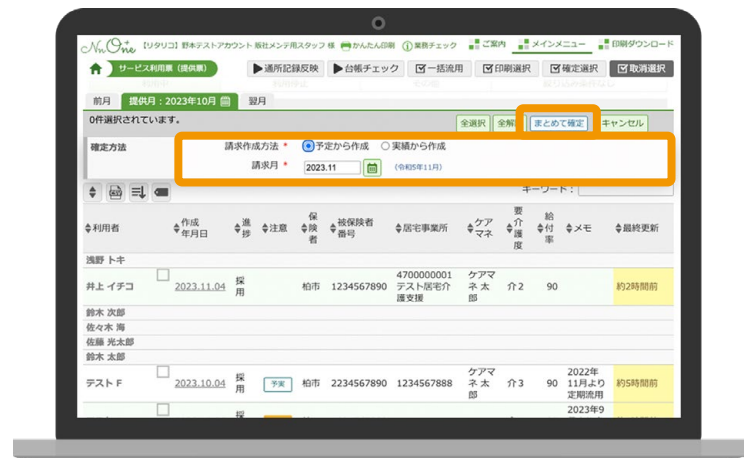 NnOne 【リタリコ】野本テストアカウント 販社メンテ用スタッフ 様 かんたん印刷 業務チェック ご案内 メインメニュー 印刷ダウンロード
サービス利用票（提供票） ▶通所記録反映 ▶台帳チェック 一括流用 印刷選択 確定選択 取消選択
前月 提供月：2023年10月 翌月
0件選択されています。 全選択 全解 まとめて確定 キャンセル
確定方法 請求作成方法 * 予定から作成 実績から作成
請求月 * 2023.11 (令和5年11月)
キーワード：
利用者 作成年月日 進捗 注意 保険者 被保険者番号 居宅事業所 ケアマネ 要介護度 給付率 メモ 最終更新
浅野 トキ
井上 イチコ 2023.11.04 採用 柏市 1234567890 4700000001 テスト居宅介護支援 ケアマネ 太郎 介2 90 約2時間前
鈴木 次郎
佐々木 海
佐藤 光太郎
鈴木 太郎
テスト F 2023.10.04 採用 予実 柏市 2234567890 1234567888 ケアマネ 太郎 介3 90 2022年11月より定期流用 約5時間前
2023年9